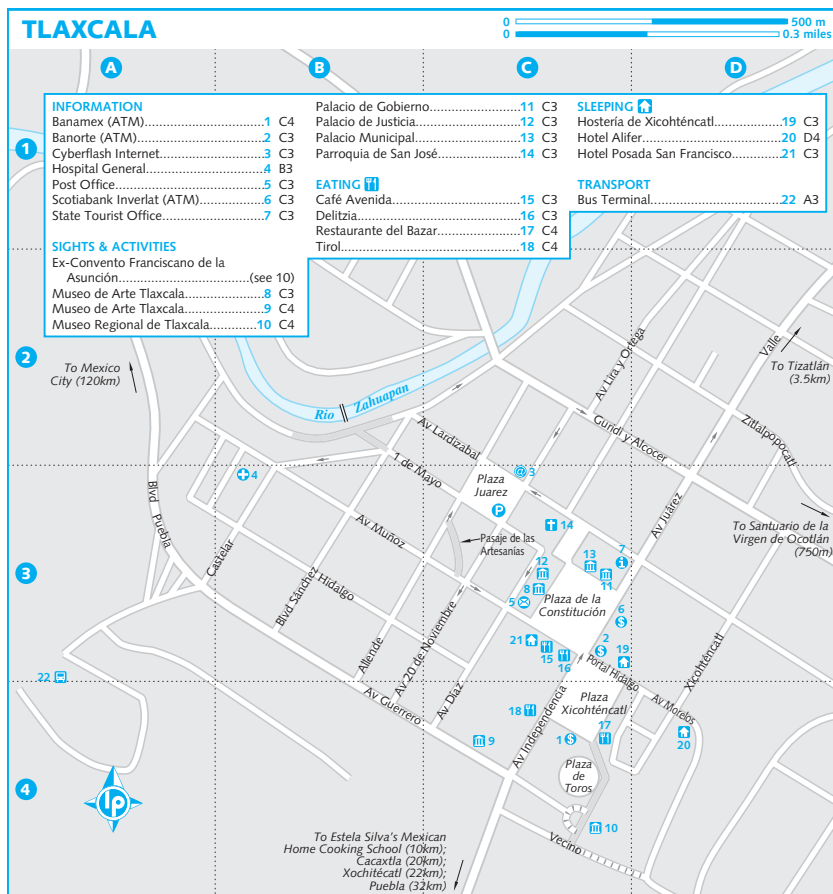 TLAXCALA
0 500 m
0 0.3 miles
A B C D
INFORMATION
Banamex (ATM)..........................1 C4
Banorte (ATM)...........................2 C3
Cyberflash Internet.....................3 C3
Hospital General.........................4 B3
Post Office..................................5 C3
Scotiabank Inverlat (ATM)...........6 C3
State Tourist Office.....................7 C3
SIGHTS & ACTIVITIES
Ex-Convento Franciscano de la
Asunción.........................(see 10)
Museo de Arte Tlaxcala...............8 C3
Museo de Arte Tlaxcala...............9 C4
Museo Regional de Tlaxcala.......10 C4
Palacio de Gobierno..................11 C3
Palacio de Justicia.....................12 C3
Palacio Municipal......................13 C3
Parroquia de San José...............14 C3
EATING
Café Avenida............................15 C3
Delitzia.....................................16 C3
Restaurante del Bazar...............17 C4
Tirol.........................................18 C4
SLEEPING
Hostería de Xicohténcatl...........19 C3
Hotel Alifer..............................20 D4
Hotel Posada San Francisco.......21 C3
TRANSPORT
Bus Terminal............................22 A3
1
2
3
4
To Mexico
City (120km)
Río Zahuapan
Av Lira y Ortega
Valle
To Tizatlán
(3.5km)
Guridi y Alcocer
Zitlalpopocatl
Av Lardizabal
1 de Mayo
4
@ 3
Plaza
Juarez
P
14
Blvd Puebla
Av Muñoz
Pasaje de las
Artesanías
Av Juárez
To Santuario de la
Virgen de Ocotlán
(750m)
12
13
7
i
11
8
5
Plaza de la
Constitución
6
$
Castelar
Hidalgo
Blvd Sánchez
Allende
Av 20 de Noviembre
21
15
16
2
$
19
Portal Hidalgo
Xicohténcatl
22
Av Guerrero
Av Díaz
18
Av Independencia
Plaza
Xicohténcatl
Av Morelos
17
1 $
20
9
Plaza
de
Toros
lp
10
Vecino
To Estela Silva's Mexican
Home Cooking School (10km);
Cacaxtla (20km);
Xochitécatl (22km);
Puebla (32km)